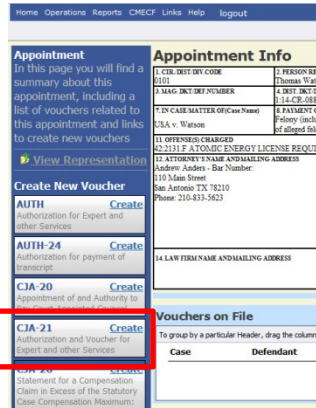 Home Operations Reports CMECF Links Help logout
Appointment
In this page you will find a
summary about this
appointment, including a
list of vouchers related to
this appointment and links
to create new vouchers
View Representation
Create New Voucher
AUTH Create
Authorization for Expert and
other Services
AUTH-24 Create
Authorization for payment of
transcript
CJA-20 Create
Appointment of and Authority to
Pay Court Appointed Counsel
CJA-21 Create
Authorization and Voucher for
Expert and other Services
CJA-26 Create
Statement for a Compensation
Claim in Excess of the Statutory
Case Compensation Maximum:
Appointment Info
1. CIR./DIST/DIV.CODE
0101
2. PERSON RE
Thomas Wat
3. MAG. DKT/DEF.NUMBER
4. DIST. DKT/D
1:14-CR-088
7. IN CASE/MATTER OF(Case Name)
USA v. Watson
8. PAYMENT C
Felony (inclu
of alleged fel
11. OFFENSE(S) CHARGED
42:2131.F ATOMIC ENERGY LICENSE REQUI
12. ATTORNEY'S NAME AND MAILING ADDRESS
Andrew Anders - Bar Number:
110 Main Street
San Antonio TX 78210
Phone: 210-833-5623
14. LAW FIRM NAME AND MAILING ADDRESS
Vouchers on File
To group by a particular Header, drag the column
Case Defendant